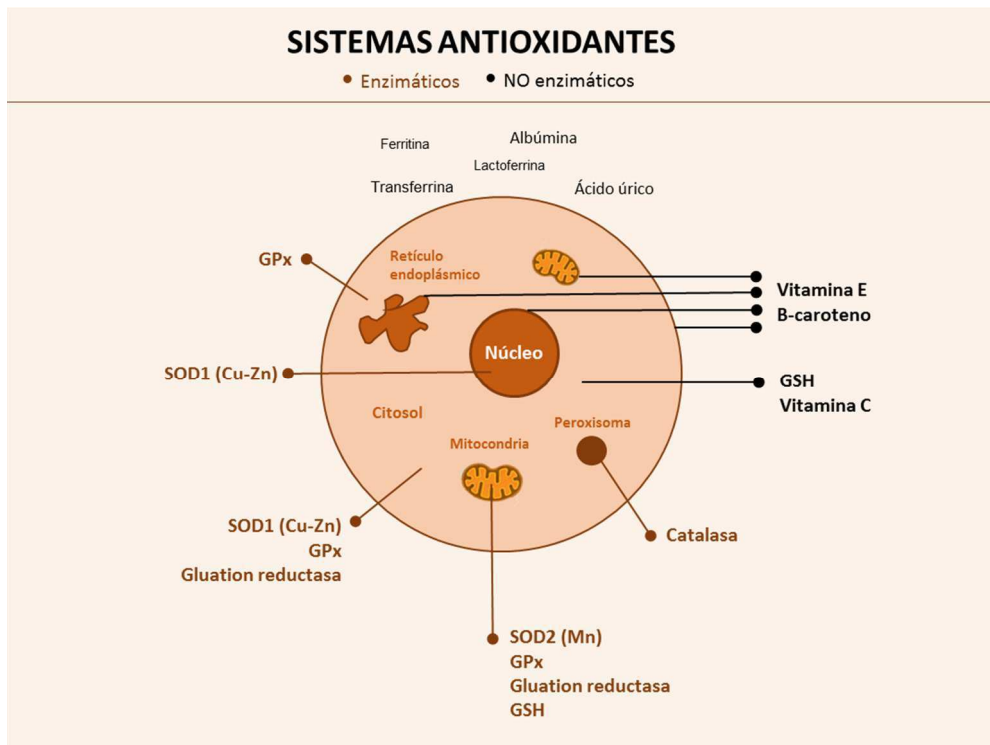 SISTEMAS ANTIOXIDANTES
• Enzimáticos • NO enzimáticos
Ferritina
Albúmina
Lactoferrina
Transferrina
Ácido úrico
GPx
Retículo
endoplásmico
Vitamina E
B-caroteno
Núcleo
SOD1 (Cu-Zn)
GSH
Vitamina C
Citosol
Peroxisoma
Mitocondria
SOD1 (Cu-Zn)
GPx
Gluation reductasa
Catalasa
SOD2 (Mn)
GPx
Gluation reductasa
GSH